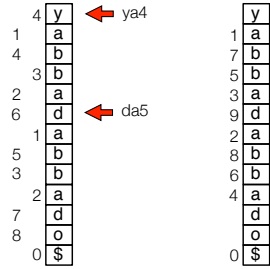 4 y ya4 y
1 a 1 a
4 b 7 b
3 b 5 b
2 a 3 a
6 d da5 9 d
1 a 2 a
5 b 8 b
3 b 6 b
2 a 4 a
7 d d
8 o o
0 $ 0 $